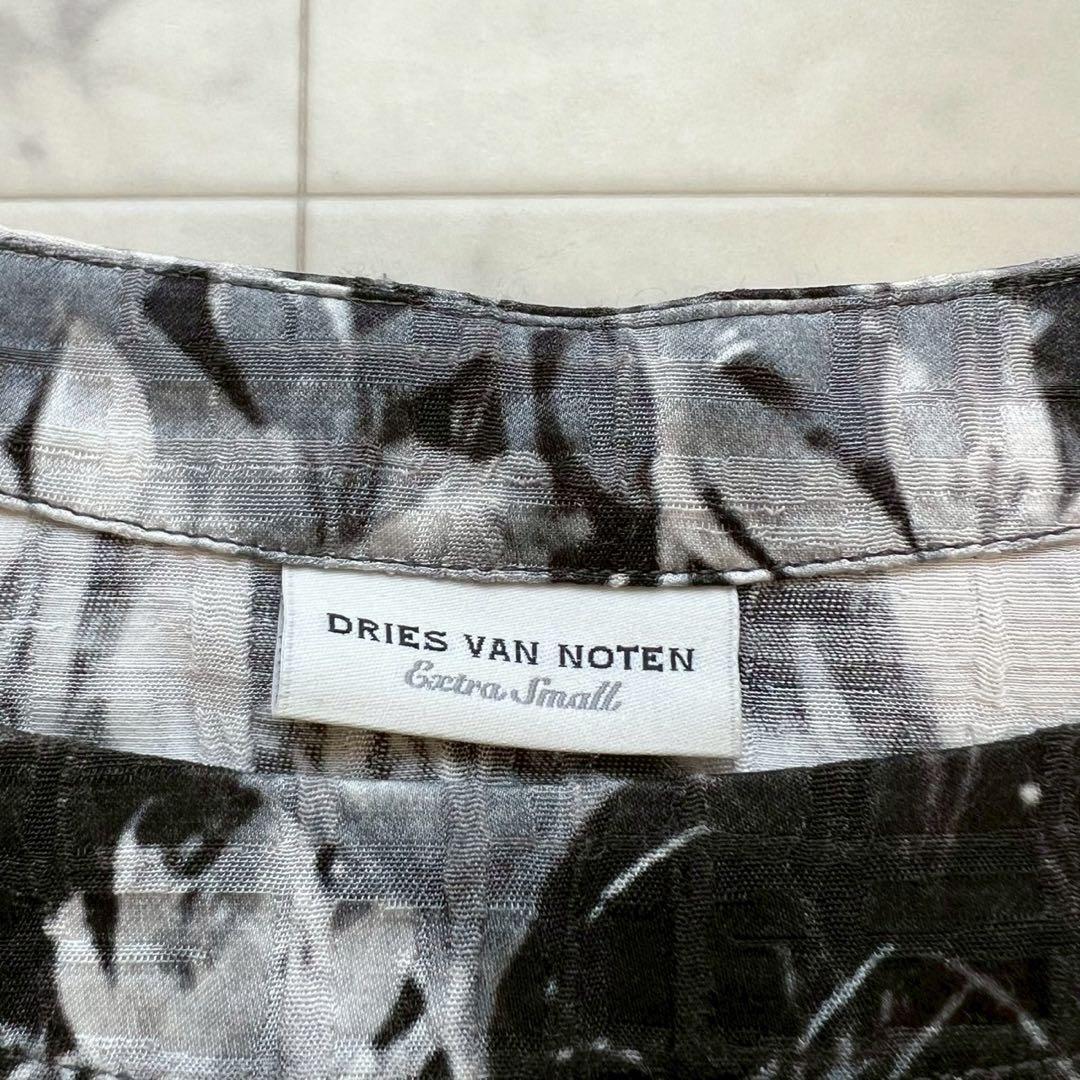 DRIES VAN NOTEN
Extra Small